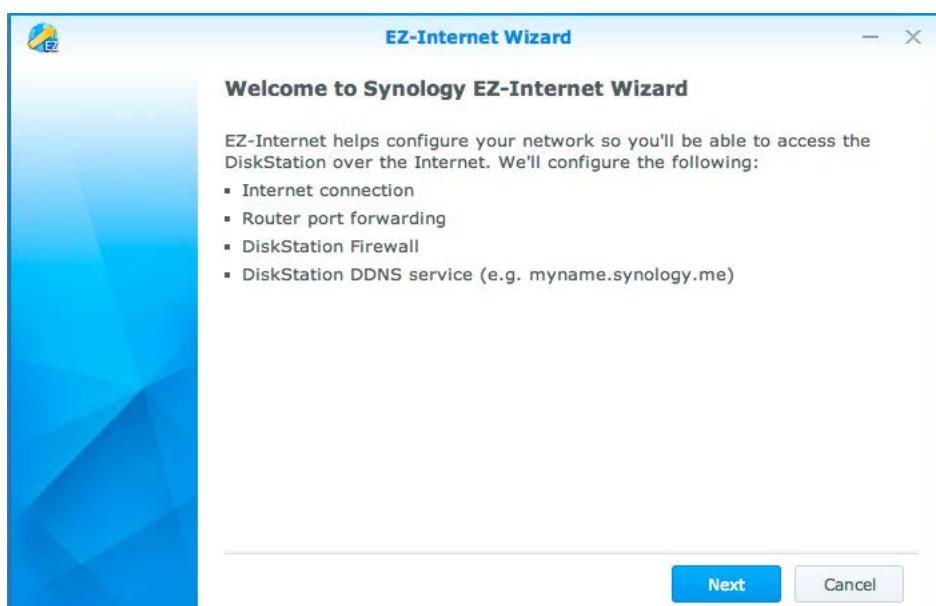 EZ
EZ-Internet Wizard
Welcome to Synology EZ-Internet Wizard
EZ-Internet helps configure your network so you'll be able to access the
DiskStation over the Internet. We'll configure the following:
▪ Internet connection
▪ Router port forwarding
▪ DiskStation Firewall
▪ DiskStation DDNS service (e.g. myname.synology.me)
Next
Cancel